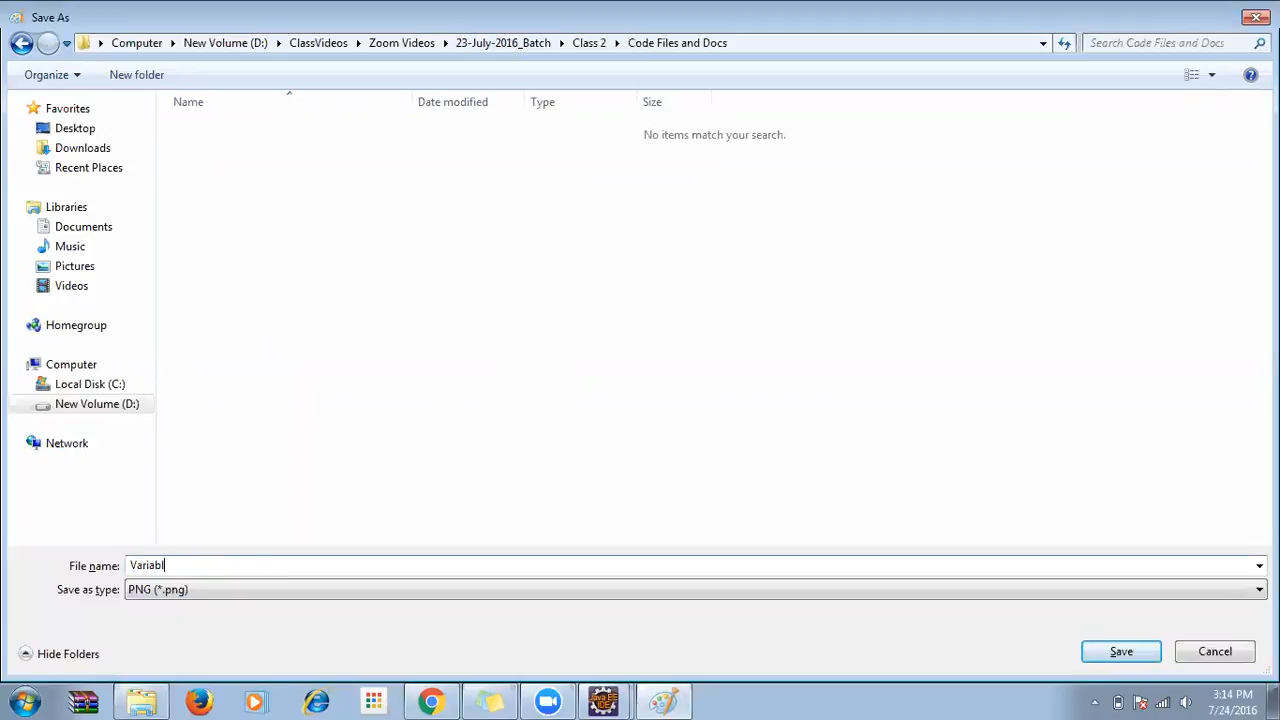 Save As
Computer New Volume (D:) ClassVideos Zoom Videos 23-July-2016_Batch Class 2 Code Files and Docs
Search Code Files and Docs
Organize New folder
Name Date modified Type Size
No items match your search.
Favorites
Desktop
Downloads
Recent Places
Libraries
Documents
Music
Pictures
Videos
Homegroup
Computer
Local Disk (C:)
New Volume (D:)
Network
File name: Variabl
Save as type: PNG (*.png)
Hide Folders
Save Cancel
Java EE
IDE
3:14 PM
7/24/2016